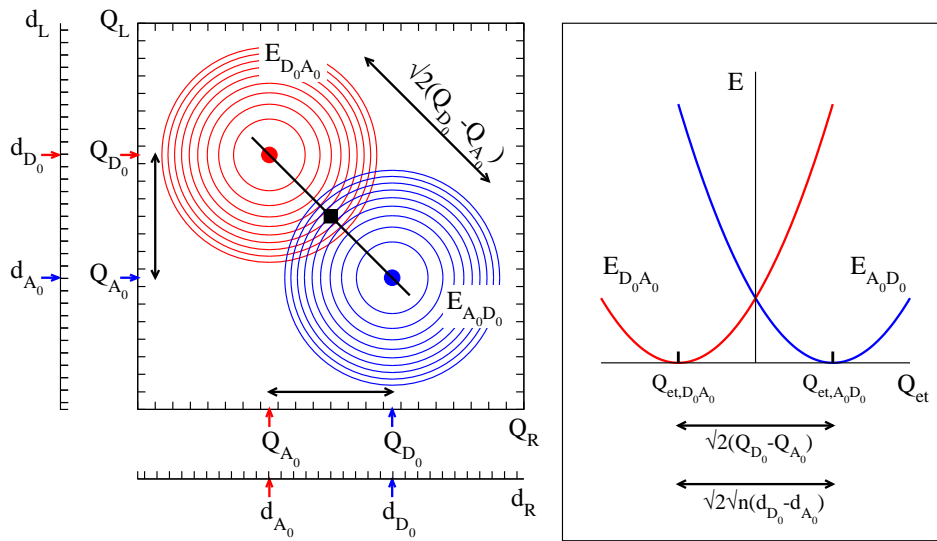 d_L Q_L
E_{D_0A_0}
√2(Q_{D_0}-Q_{A_0})
d_{D_0} Q_{D_0}
d_{A_0} Q_{A_0}
E_{A_0D_0}
Q_{A_0} Q_{D_0} Q_R
d_{A_0} d_{D_0} d_R
E
E_{D_0A_0} E_{A_0D_0}
Q_{et,D_0A_0} Q_{et,A_0D_0} Q_{et}
√2(Q_{D_0}-Q_{A_0})
√2√n(d_{D_0}-d_{A_0})